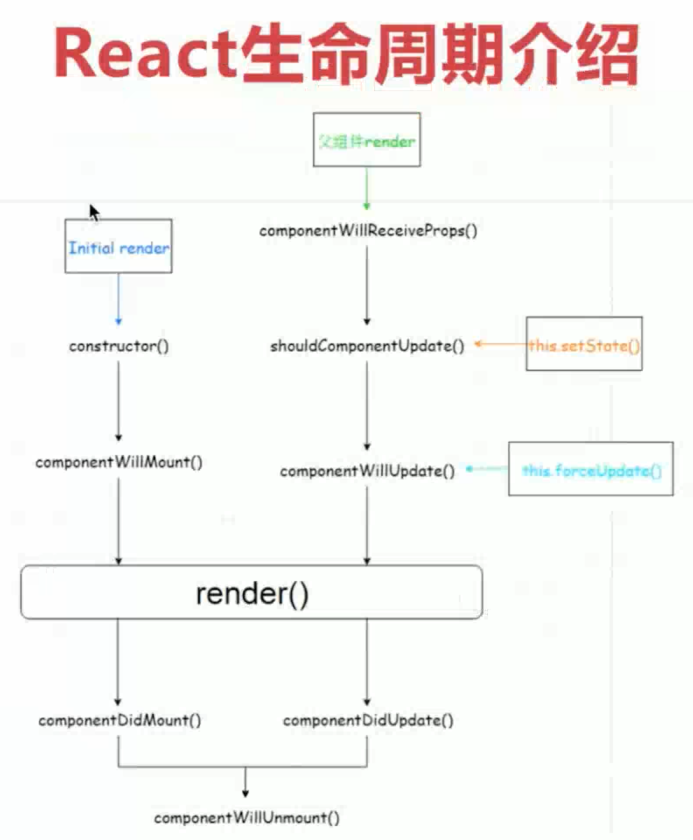 React生命周期介绍
父组件render
componentWillReceiveProps()
Initial render
constructor()
shouldComponentUpdate()
this.setState()
componentWillMount()
componentWillUpdate()
this.forceUpdate()
render()
componentDidMount()
componentDidUpdate()
componentWillUnmount()